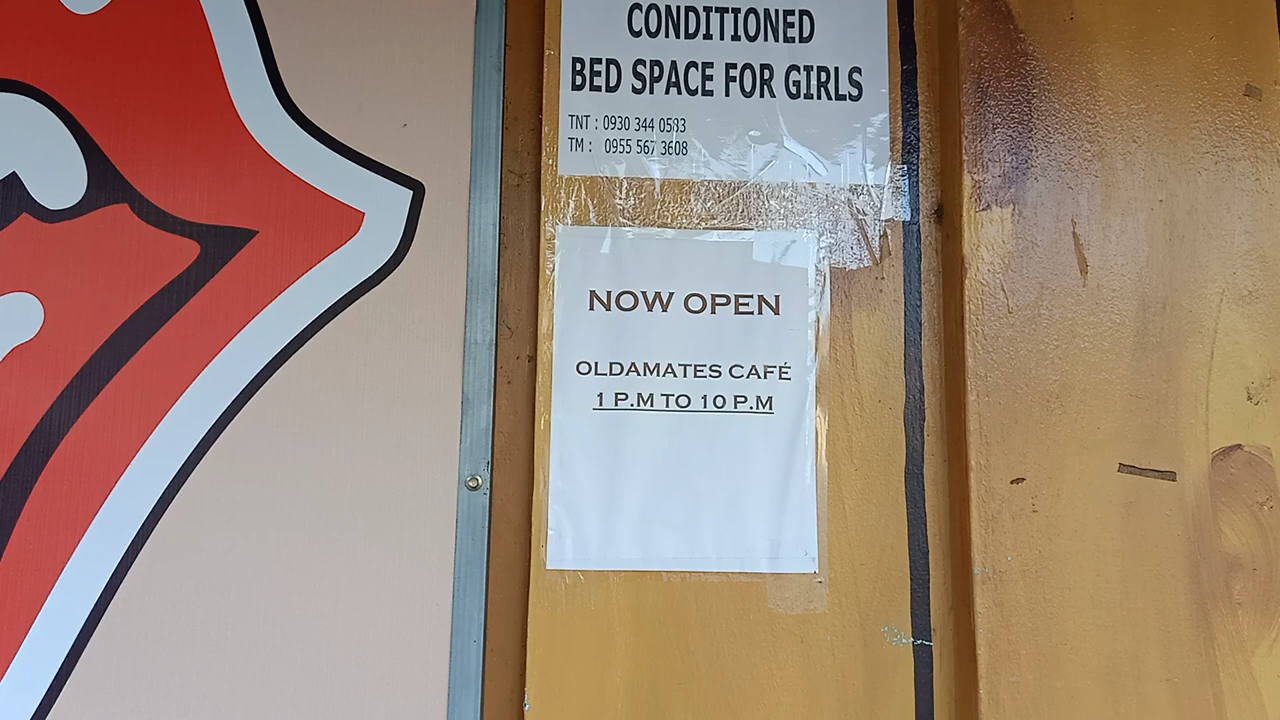 CONDITIONED
BED SPACE FOR GIRLS
TNT : 0930 344 0583
TM : 0955 567 3608
NOW OPEN
OLDAMATES CAFÉ
1 P.M TO 10 P.M